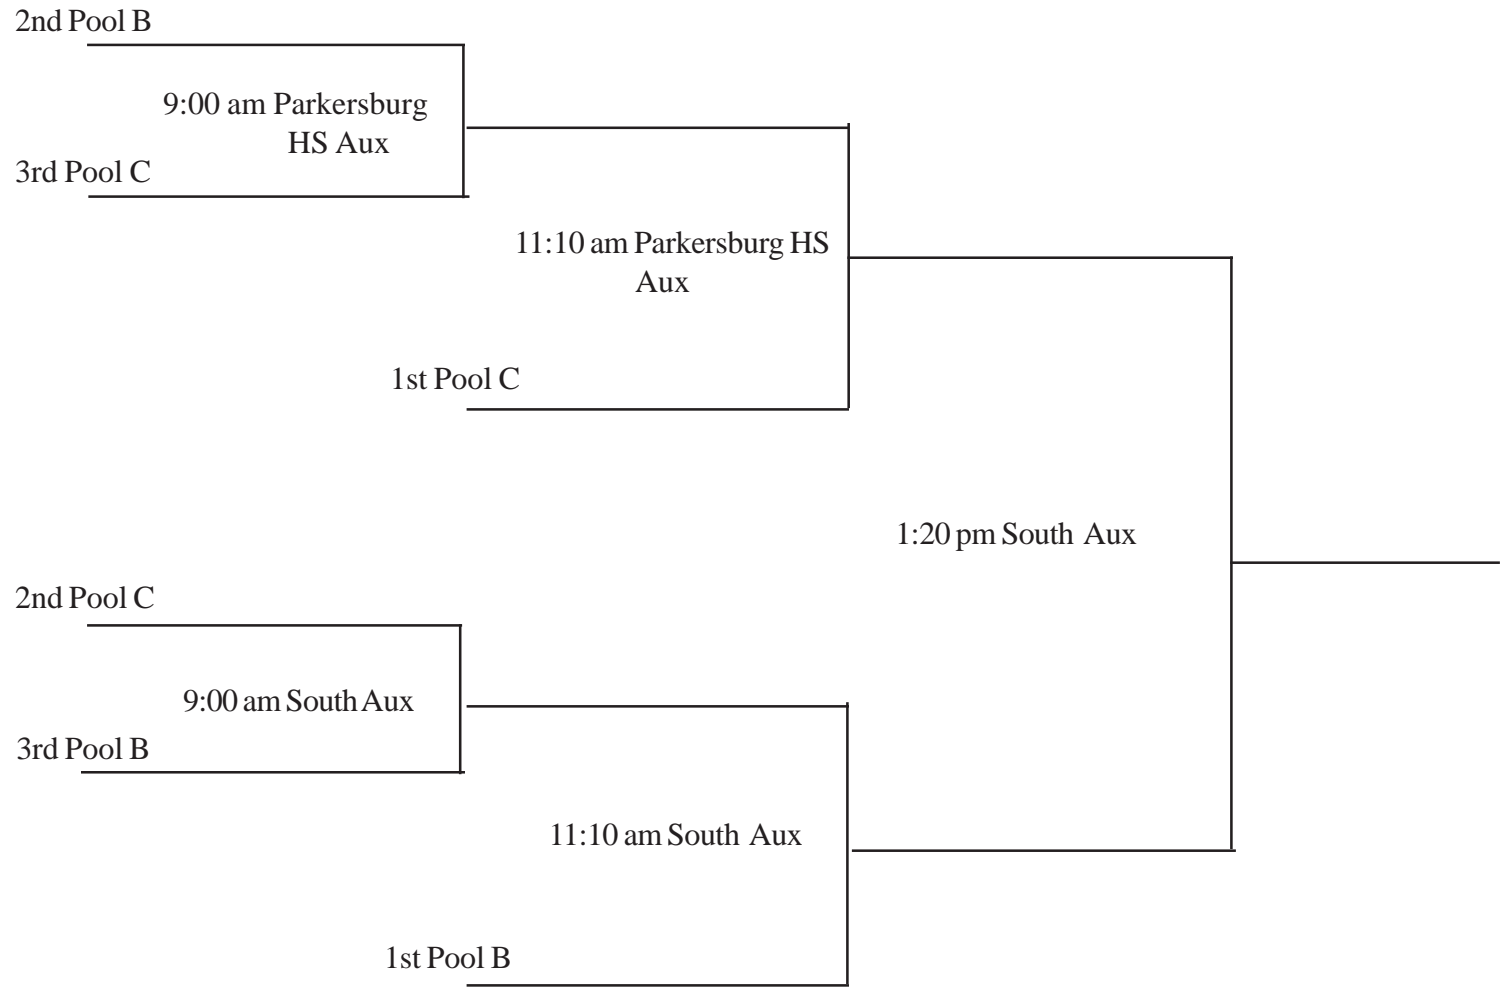 2nd Pool B
9:00 am Parkersburg
HS Aux
3rd Pool C
11:10 am Parkersburg HS
Aux
1st Pool C
1:20 pm South Aux
2nd Pool C
9:00 am South Aux
3rd Pool B
11:10 am South Aux
1st Pool B